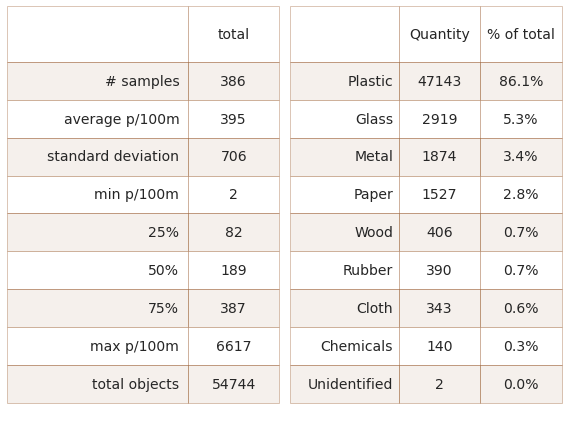 total
# samples 386
average p/100m 395
standard deviation 706
min p/100m 2
25% 82
50% 189
75% 387
max p/100m 6617
total objects 54744
Quantity % of total
Plastic 47143 86.1%
Glass 2919 5.3%
Metal 1874 3.4%
Paper 1527 2.8%
Wood 406 0.7%
Rubber 390 0.7%
Cloth 343 0.6%
Chemicals 140 0.3%
Unidentified 2 0.0%